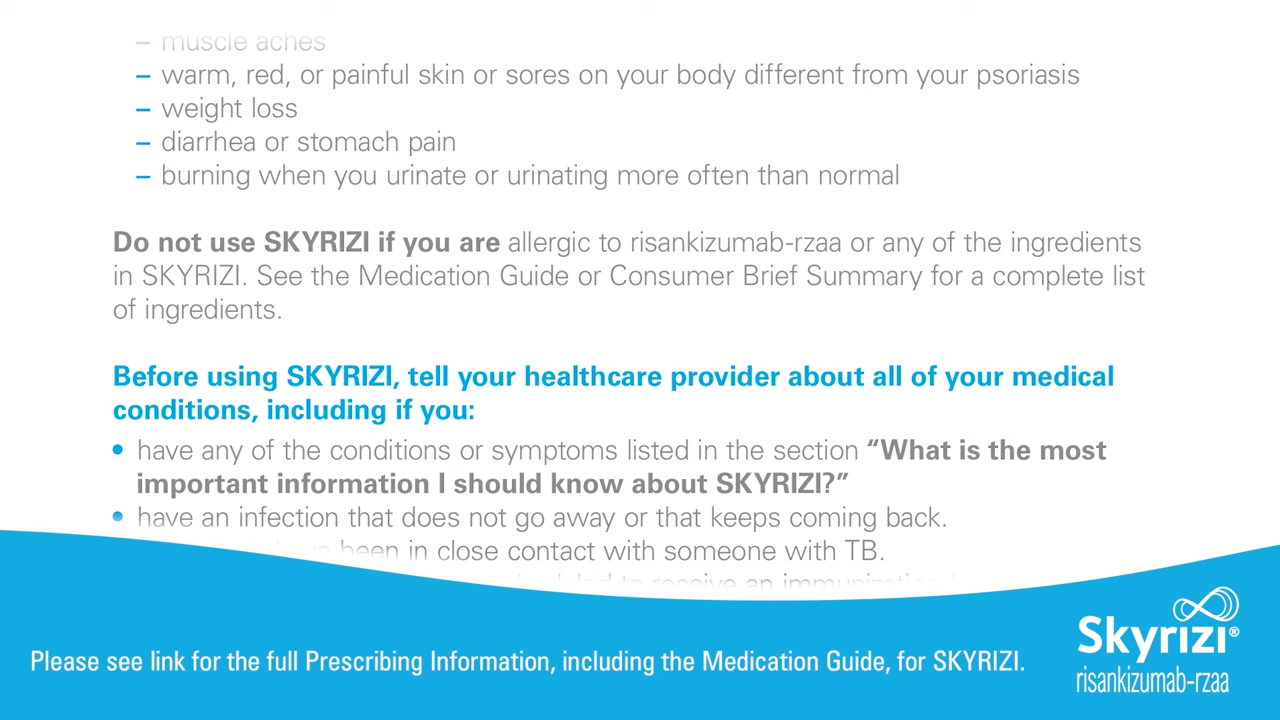 – muscle aches
– warm, red, or painful skin or sores on your body different from your psoriasis
– weight loss
– diarrhea or stomach pain
– burning when you urinate or urinating more often than normal
Do not use SKYRIZI if you are allergic to risankizumab-rzaa or any of the ingredients
in SKYRIZI. See the Medication Guide or Consumer Brief Summary for a complete list
of ingredients.
Before using SKYRIZI, tell your healthcare provider about all of your medical
conditions, including if you:
• have any of the conditions or symptoms listed in the section “What is the most
important information I should know about SKYRIZI?”
• have an infection that does not go away or that keeps coming back.
been in close contact with someone with TB.
to receive an immunization
Please see link for the full Prescribing Information, including the Medication Guide, for SKYRIZI.
Skyrizi®
risankizumab-rzaa